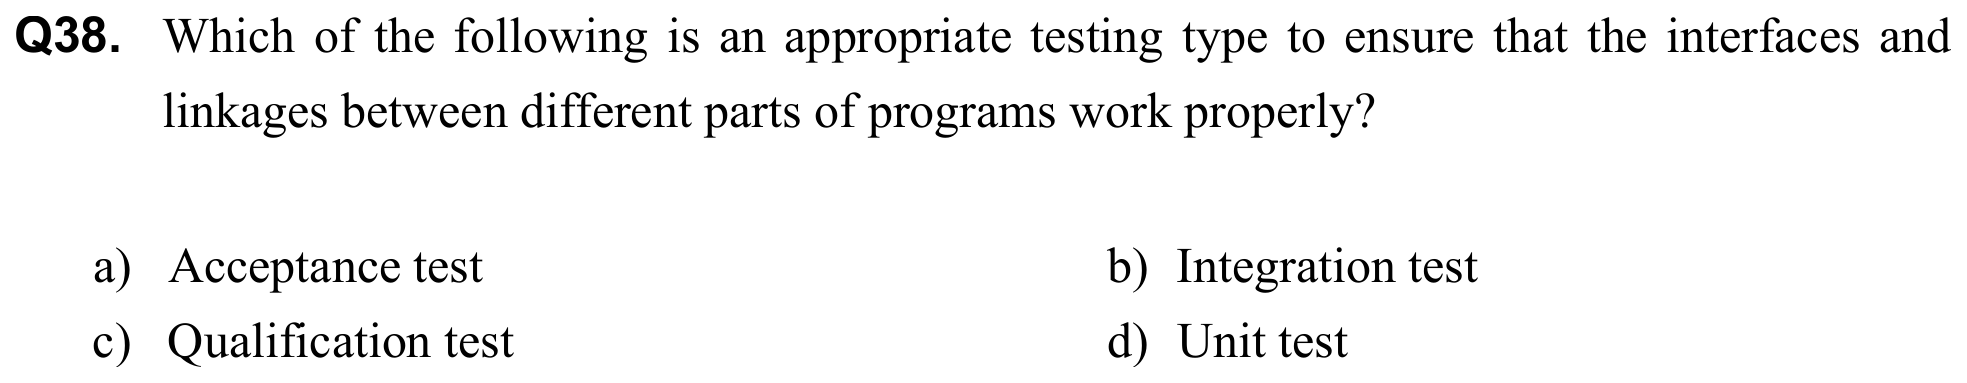 Q38. Which of the following is an appropriate testing type to ensure that the interfaces and
linkages between different parts of programs work properly?
a) Acceptance test b) Integration test
c) Qualification test d) Unit test